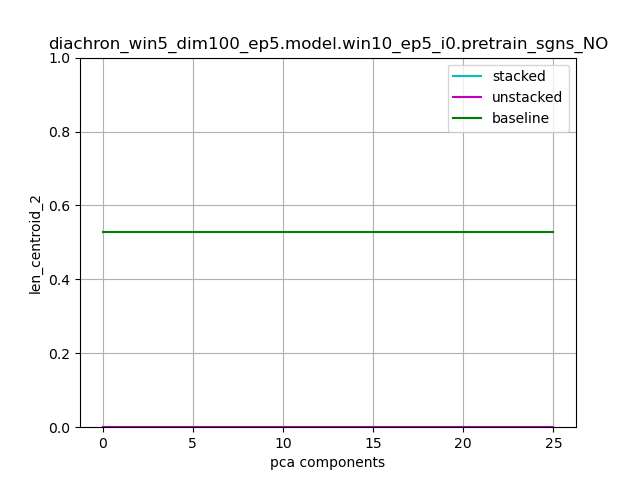 diachron_win5_dim100_ep5.model.win10_ep5_i0.pretrain_sgns_NO
1.0
stacked
unstacked
baseline
0.8
0.6
len_centroid_2
0.4
0.2
0.0
0 5 10 15 20 25
pca components